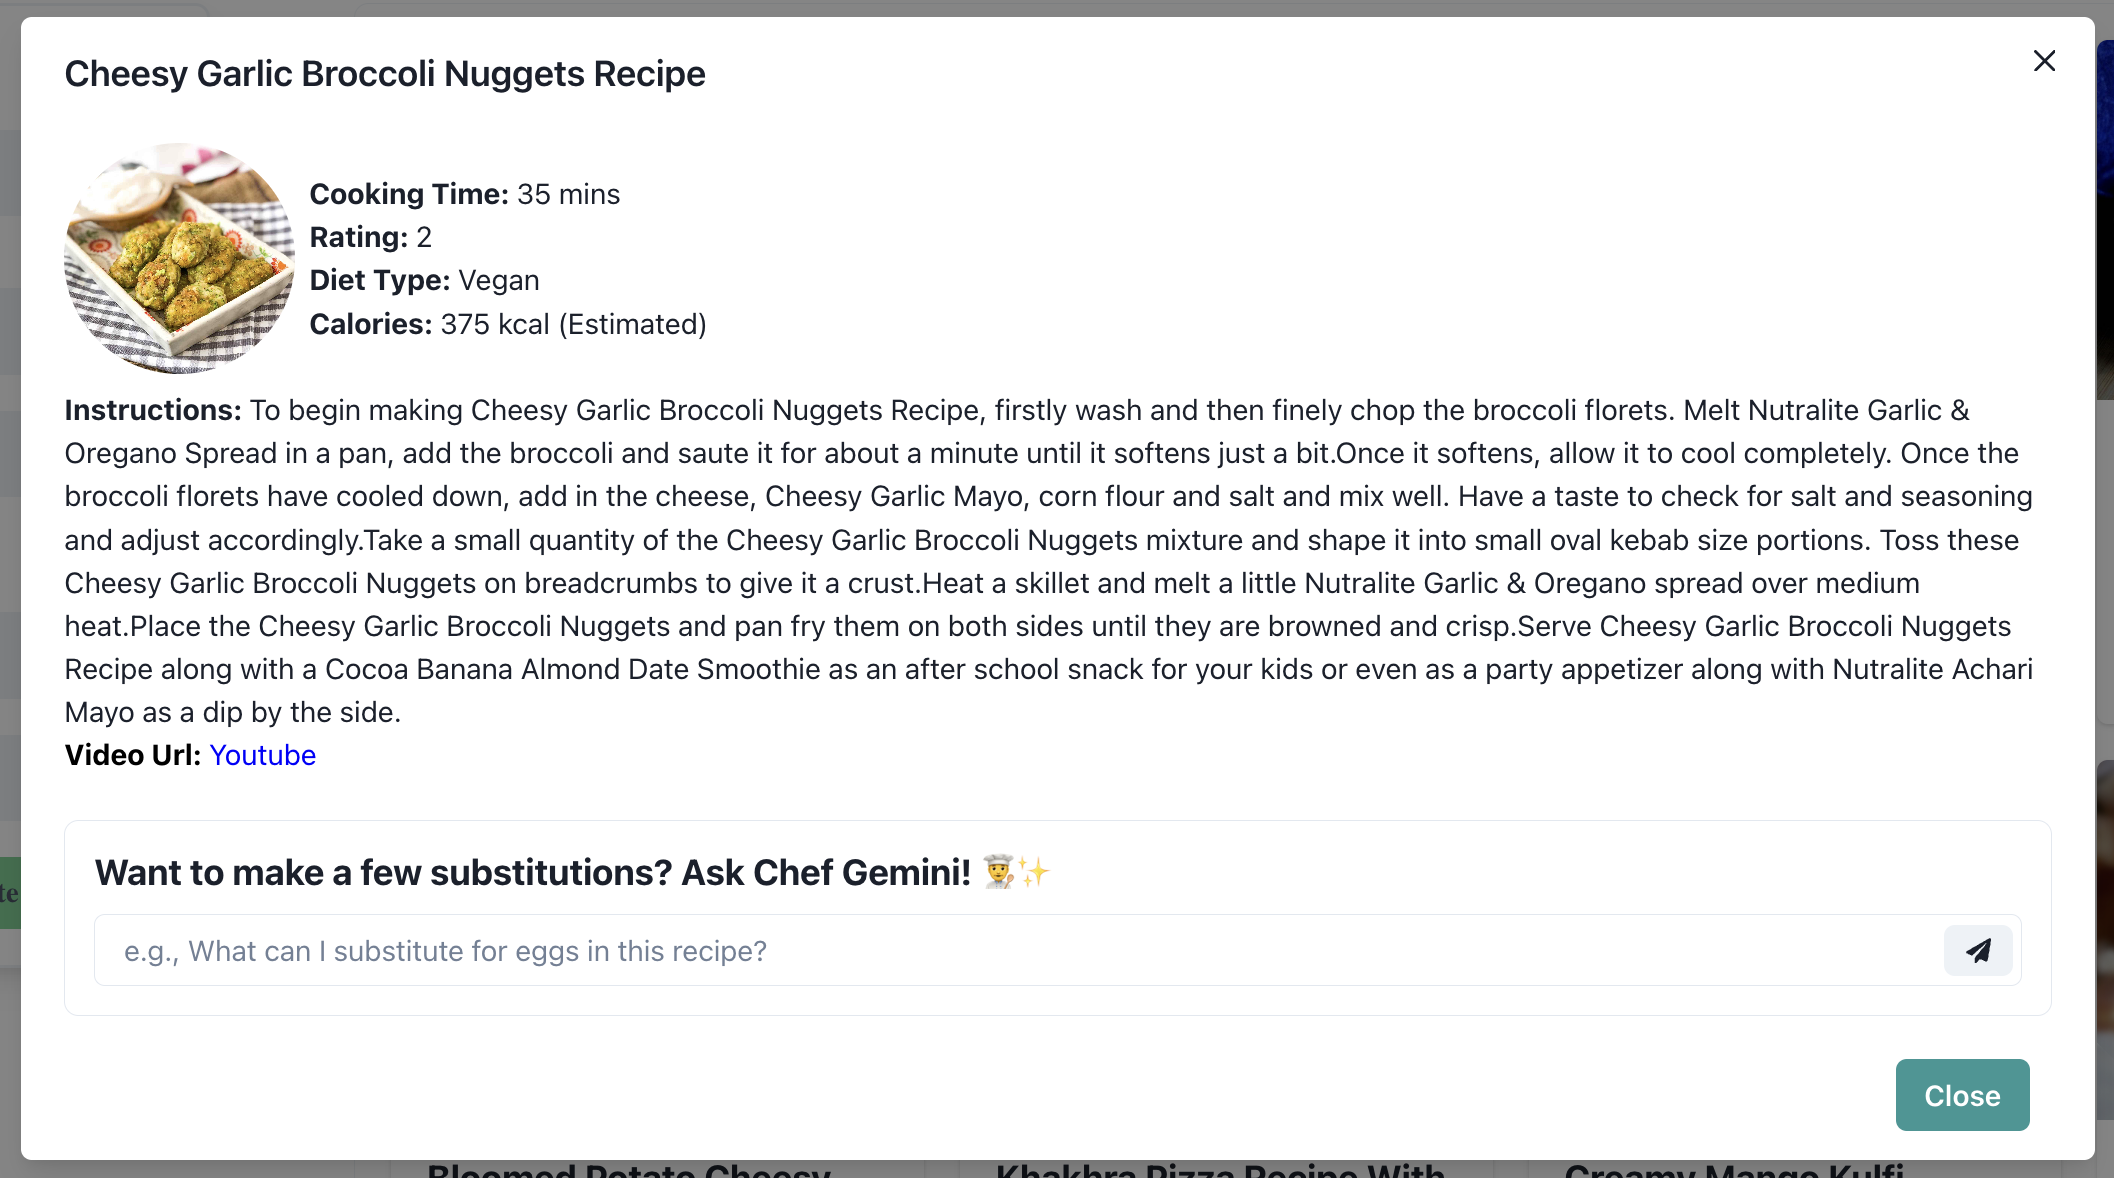 Cheesy Garlic Broccoli Nuggets Recipe
Cooking Time: 35 mins
Rating: 2
Diet Type: Vegan
Calories: 375 kcal (Estimated)
Instructions: To begin making Cheesy Garlic Broccoli Nuggets Recipe, firstly wash and then finely chop the broccoli florets. Melt Nutralite Garlic &
Oregano Spread in a pan, add the broccoli and saute it for about a minute until it softens just a bit.Once it softens, allow it to cool completely. Once the
broccoli florets have cooled down, add in the cheese, Cheesy Garlic Mayo, corn flour and salt and mix well. Have a taste to check for salt and seasoning
and adjust accordingly.Take a small quantity of the Cheesy Garlic Broccoli Nuggets mixture and shape it into small oval kebab size portions. Toss these
Cheesy Garlic Broccoli Nuggets on breadcrumbs to give it a crust.Heat a skillet and melt a little Nutralite Garlic & Oregano spread over medium
heat.Place the Cheesy Garlic Broccoli Nuggets and pan fry them on both sides until they are browned and crisp.Serve Cheesy Garlic Broccoli Nuggets
Recipe along with a Cocoa Banana Almond Date Smoothie as an after school snack for your kids or even as a party appetizer along with Nutralite Achari
Mayo as a dip by the side.
Video Url: Youtube
Want to make a few substitutions? Ask Chef Gemini! 👨‍🍳✨
te
e.g., What can I substitute for eggs in this recipe?
Close
Bloomed Potato Cheesy
Khakhra Pizza Recipe With
Creamy Mango Kulfi